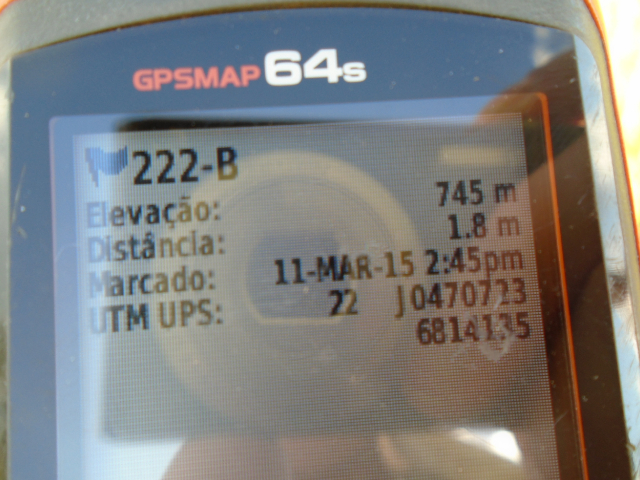 GPSMAP 64s
222-B
Elevação: 745 m
Distância: 1.8 m
Marcado: 11-MAR-15 2:45pm
UTM UPS: 22 J 0470723
6814135